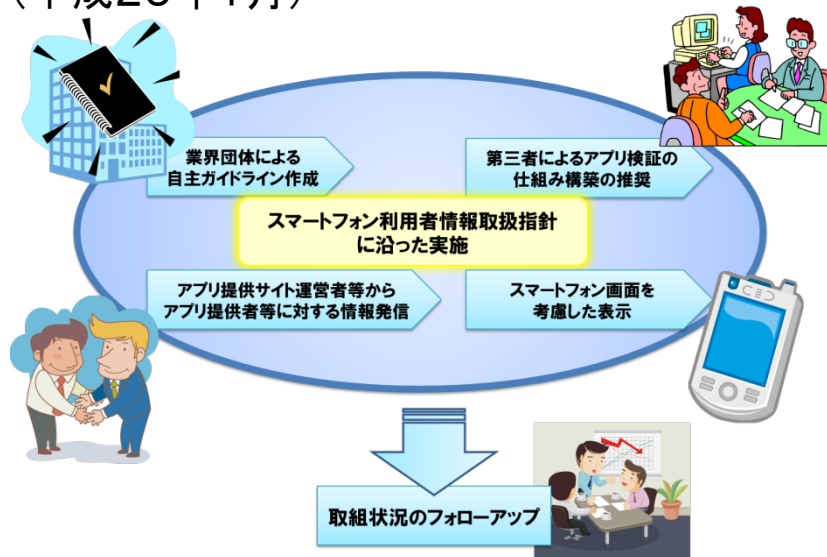 業界団体による
自主ガイドライン作成
第三者によるアプリ検証の
仕組み構築の推奨
スマートフォン利用者情報取扱指針
に沿った実施
アプリ提供サイト運営者等から
アプリ提供者等に対する情報発信
スマートフォン画面を
考慮した表示
取組状況のフォローアップ